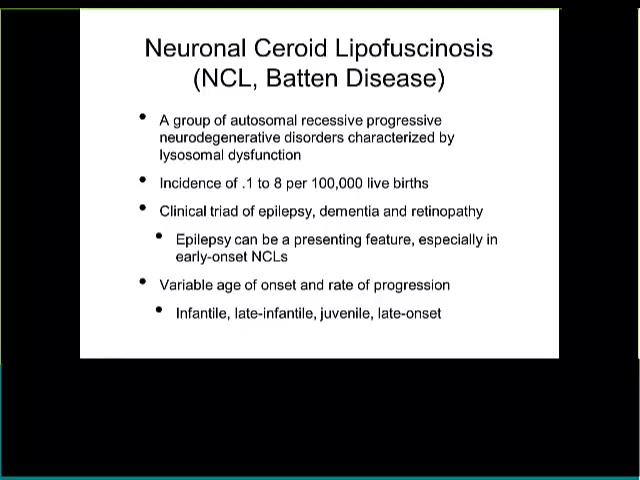 Neuronal Ceroid Lipofuscinosis
(NCL, Batten Disease)
• A group of autosomal recessive progressive
neurodegenerative disorders characterized by
lysosomal dysfunction
• Incidence of .1 to 8 per 100,000 live births
• Clinical triad of epilepsy, dementia and retinopathy
• Epilepsy can be a presenting feature, especially in
early-onset NCLs
• Variable age of onset and rate of progression
• Infantile, late-infantile, juvenile, late-onset